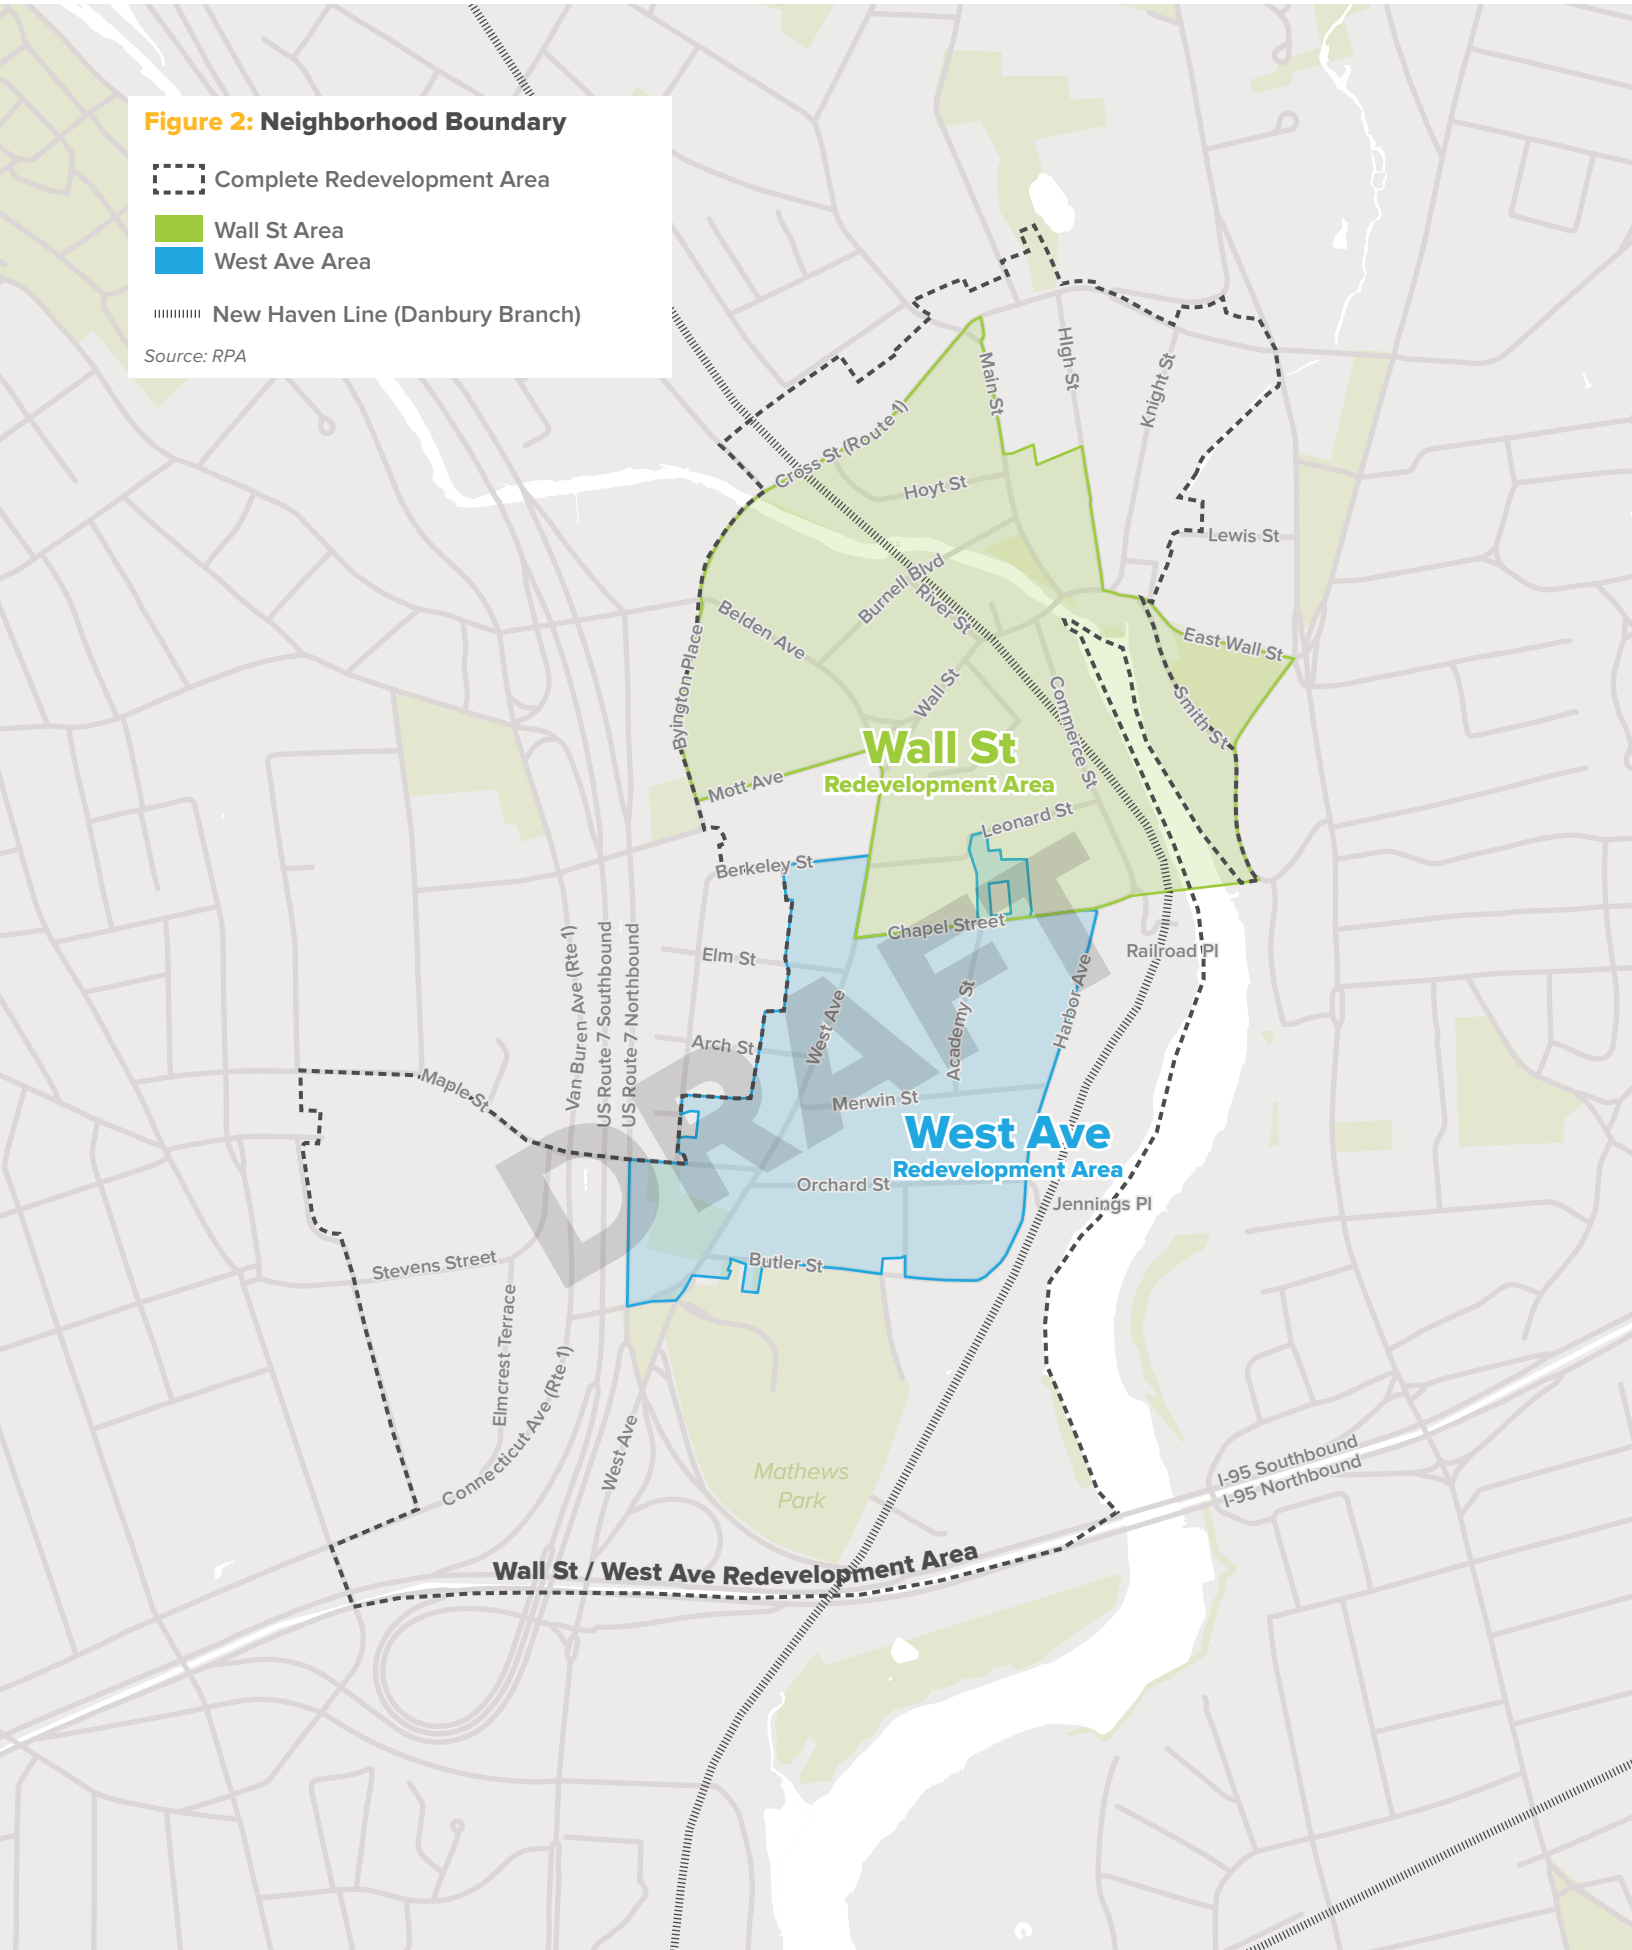 Figure 2: Neighborhood Boundary
Complete Redevelopment Area
Wall St Area
West Ave Area
New Haven Line (Danbury Branch)
Source: RPA
Main St
HIgh St
Knight St
Cross St (Route 1)
Hoyt St
Lewis St
Burnell Blvd
River St
Belden Ave
East Wall St
Byington Place
Wall St
Commerce St
Smith St
Wall St
Redevelopment Area
Mott Ave
Leonard St
Berkeley St
Chapel Street
Elm St
Railroad Pl
Van Buren Ave (Rte 1)
US Route 7 Southbound
US Route 7 Northbound
West Ave
Academy St
Harbor Ave
Arch St
Maple St
Merwin St
DRAFT
West Ave
Redevelopment Area
Orchard St
Jennings Pl
Stevens Street
Butler St
Elmcrest Terrace
Connecticut Ave (Rte 1)
West Ave
Mathews
Park
I-95 Southbound
I-95 Northbound
Wall St / West Ave Redevelopment Area